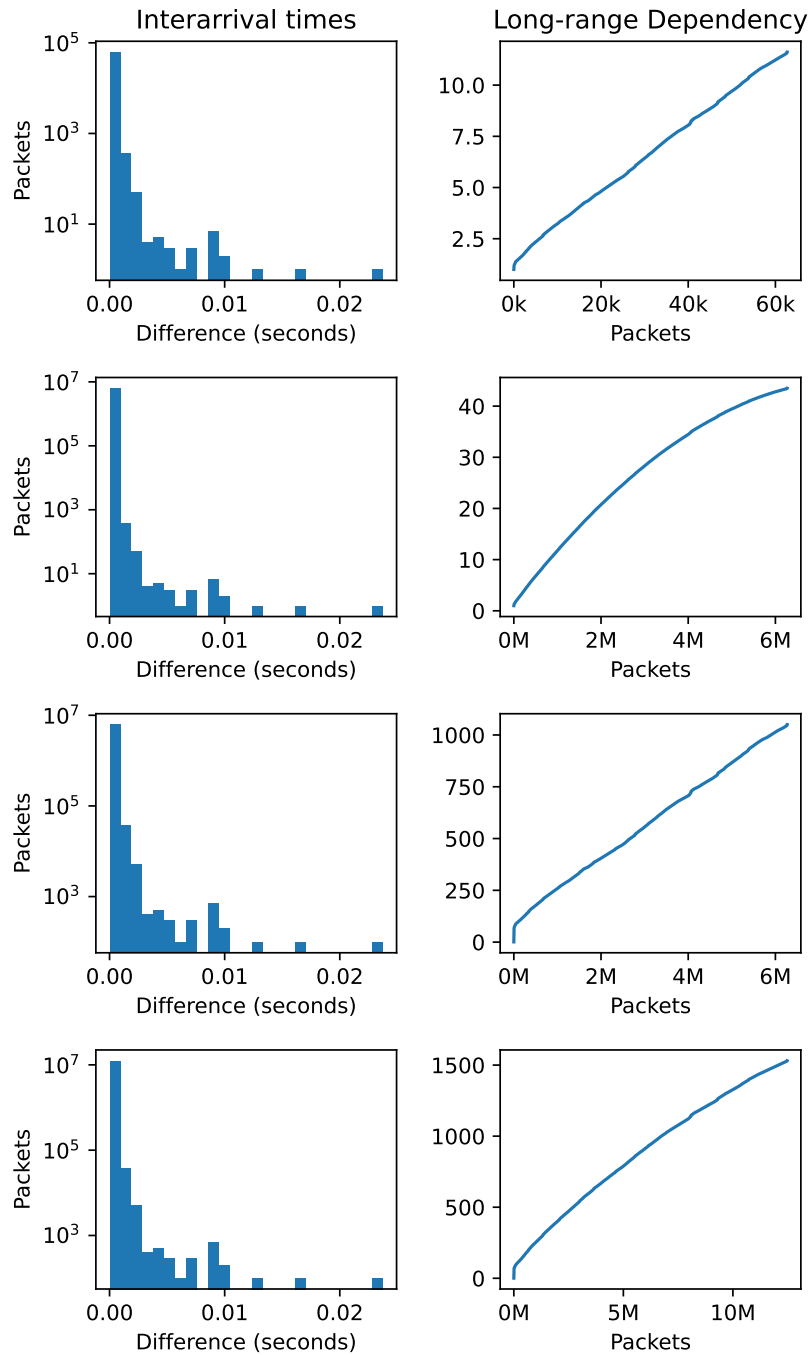 Interarrival times
Long-range Dependency
10^5
10^3
10^1
Packets
0.00 0.01 0.02
Difference (seconds)
10.0
7.5
5.0
2.5
0k 20k 40k 60k
Packets
10^7
10^5
10^3
10^1
Packets
0.00 0.01 0.02
Difference (seconds)
40
30
20
10
0
0M 2M 4M 6M
Packets
10^7
10^5
10^3
Packets
0.00 0.01 0.02
Difference (seconds)
1000
750
500
250
0
0M 2M 4M 6M
Packets
10^7
10^5
10^3
Packets
0.00 0.01 0.02
Difference (seconds)
1500
1000
500
0
0M 5M 10M
Packets